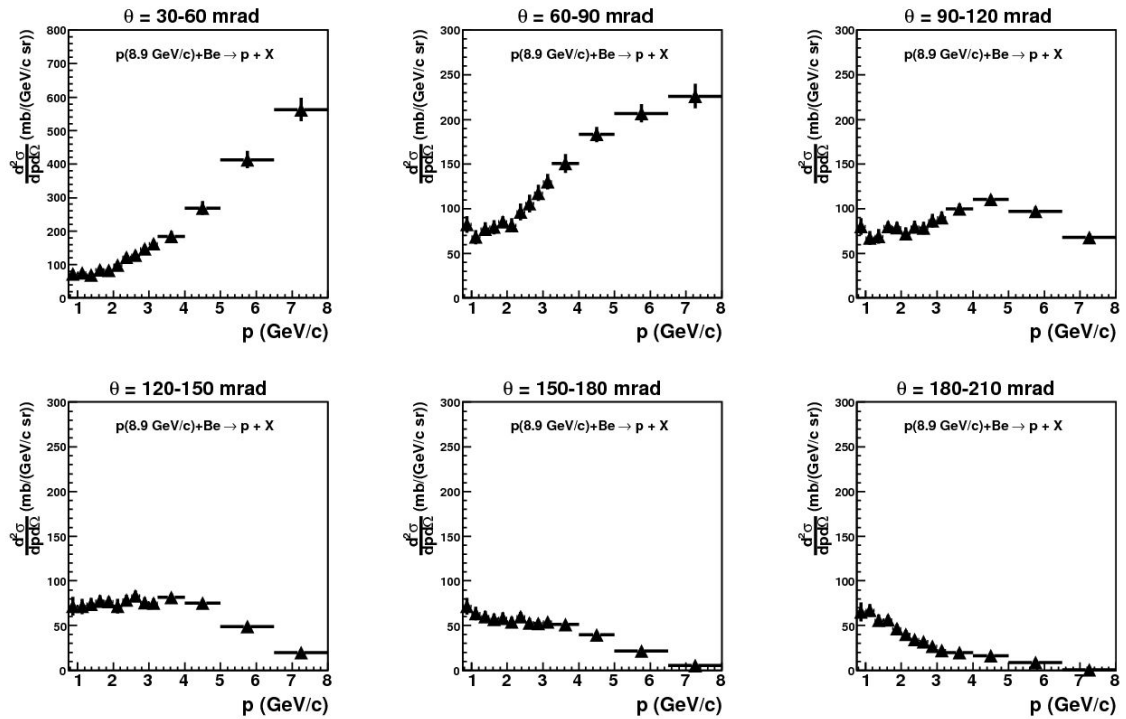 θ = 30-60 mrad
p(8.9 GeV/c)+Be → p + X
d²σ
dpdΩ (mb/(GeV/c sr))
800
700
600
500
400
300
200
100
0
1 2 3 4 5 6 7 8
p (GeV/c)
θ = 60-90 mrad
p(8.9 GeV/c)+Be → p + X
d²σ
dpdΩ (mb/(GeV/c sr))
300
250
200
150
100
50
0
1 2 3 4 5 6 7 8
p (GeV/c)
θ = 90-120 mrad
p(8.9 GeV/c)+Be → p + X
d²σ
dpdΩ (mb/(GeV/c sr))
300
250
200
150
100
50
0
1 2 3 4 5 6 7 8
p (GeV/c)
θ = 120-150 mrad
p(8.9 GeV/c)+Be → p + X
d²σ
dpdΩ (mb/(GeV/c sr))
300
250
200
150
100
50
0
1 2 3 4 5 6 7 8
p (GeV/c)
θ = 150-180 mrad
p(8.9 GeV/c)+Be → p + X
d²σ
dpdΩ (mb/(GeV/c sr))
300
250
200
150
100
50
0
1 2 3 4 5 6 7 8
p (GeV/c)
θ = 180-210 mrad
p(8.9 GeV/c)+Be → p + X
d²σ
dpdΩ (mb/(GeV/c sr))
300
250
200
150
100
50
0
1 2 3 4 5 6 7 8
p (GeV/c)